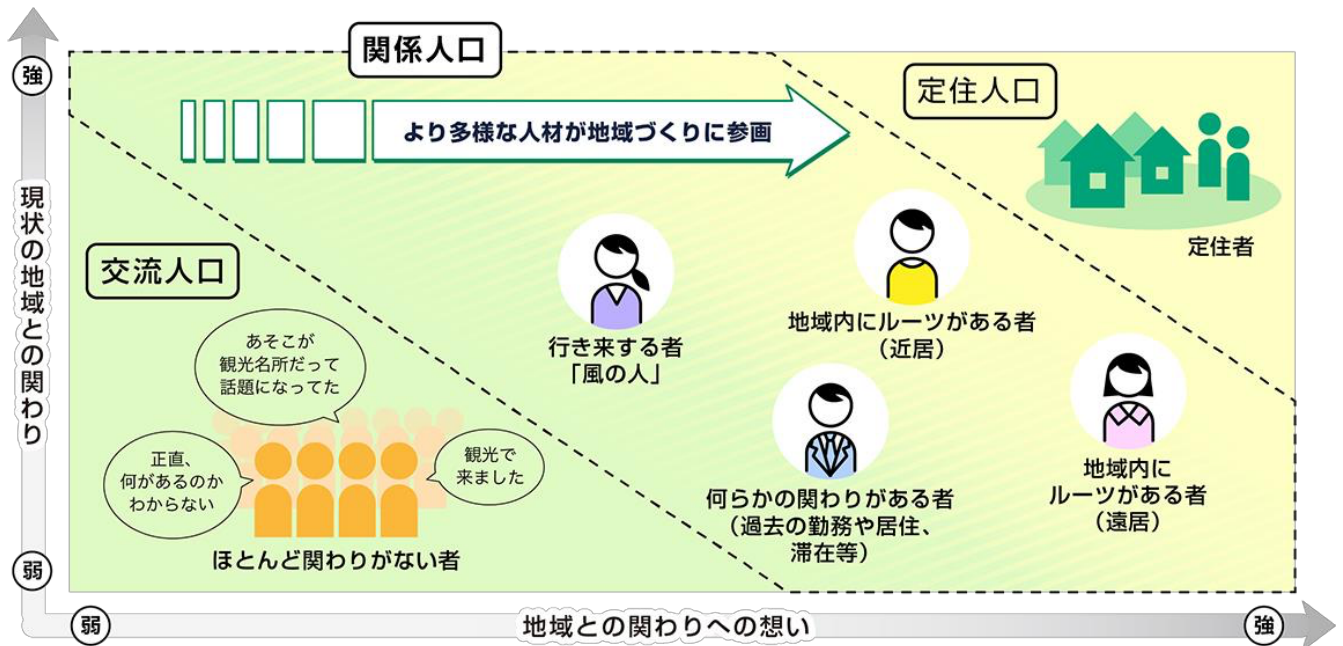 強
関係人口
定住人口
より多様な人材が地域づくりに参画
現状の地域との関わり
交流人口
定住者
あそこが
観光名所だって
話題になってた
行き来する者
「風の人」
地域内にルーツがある者
（近居）
正直、
何があるのか
わからない
観光で
来ました
ほとんど関わりがない者
何らかの関わりがある者
（過去の勤務や居住、
滞在等）
地域内に
ルーツがある者
（遠居）
弱
弱
地域との関わりへの想い
強